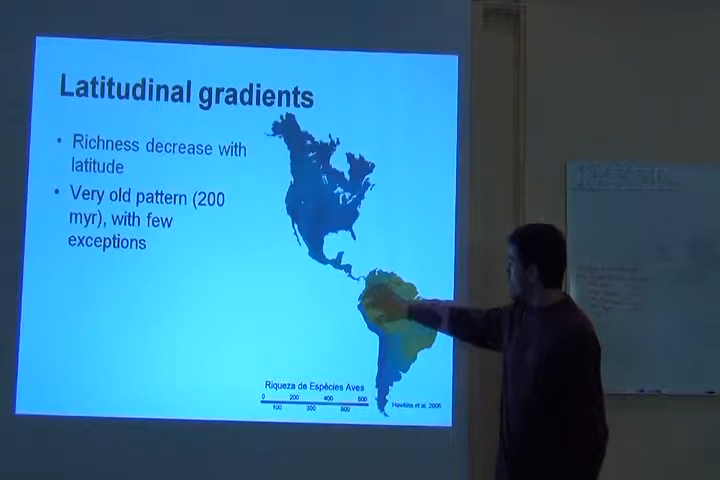 Latitudinal gradients
• Richness decrease with
latitude
• Very old pattern (200
myr), with few
exceptions
Riqueza de Espécies Aves
0 200 400 600
100 300 500
Hawkins et al. 2006